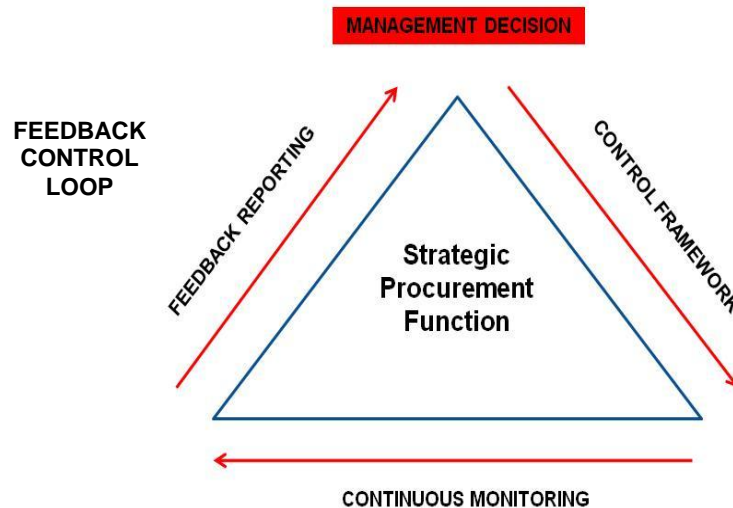 MANAGEMENT DECISION
FEEDBACK
CONTROL
LOOP
FEEDBACK REPORTING
CONTROL FRAMEWORK
Strategic
Procurement
Function
CONTINUOUS MONITORING